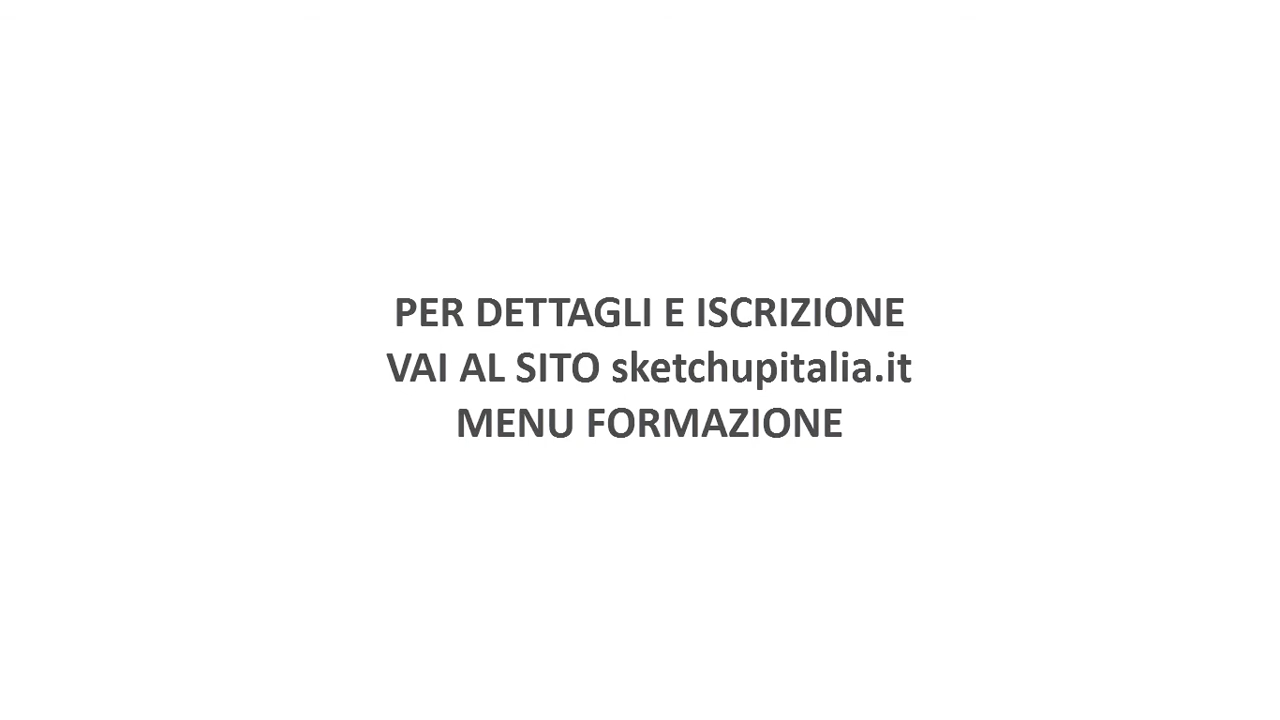 PER DETTAGLI E ISCRIZIONE
VAI AL SITO sketchupitalia.it
MENU FORMAZIONE